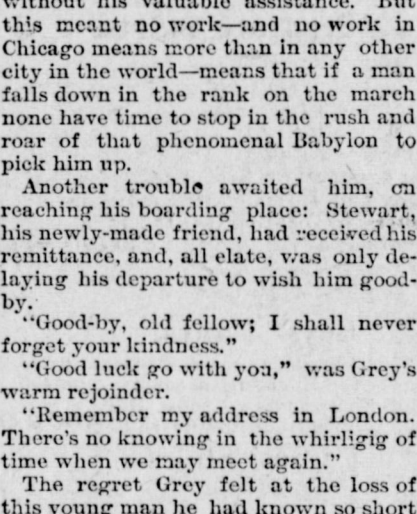 without his valuable assistance. But
this meant no work—and no work in
Chicago means more than in any other
city in the world—means that if a man
falls down in the rank on the march
none have time to stop in the rush and
roar of that phenomenal Babylon to
pick him up.
Another trouble awaited him, on
reaching his boarding place: Stewart,
his newly-made friend, had received his
remittance, and, all elate, was only de-
laying his departure to wish him good-
by.
"Good-by, old fellow; I shall never
forget your kindness."
"Good luck go with you," was Grey's
warm rejoinder.
"Remember my address in London.
There's no knowing in the whirligig of
time when we may meet again."
The regret Grey felt at the loss of
this young man he had known so short